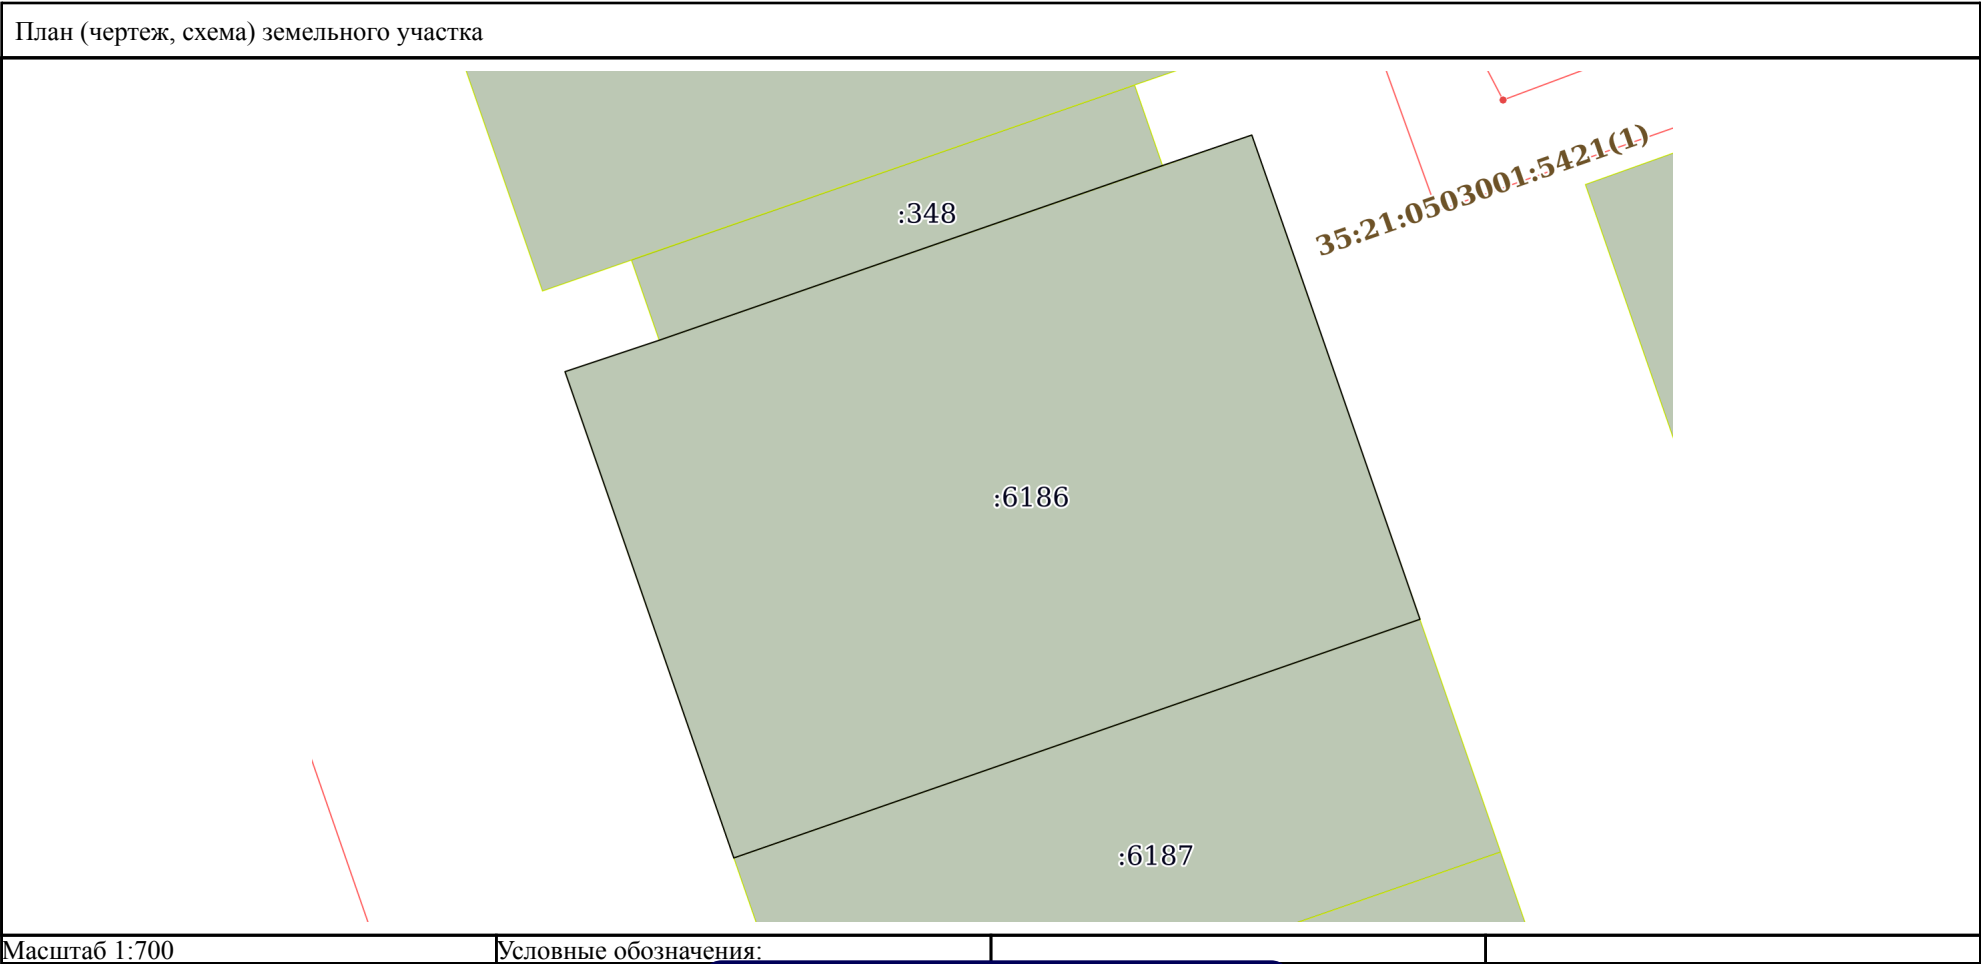 План (чертеж, схема) земельного участка
35:21:0503001:5421(1)
:348
:6186
:6187
Масштаб 1:700
Условные обозначения: